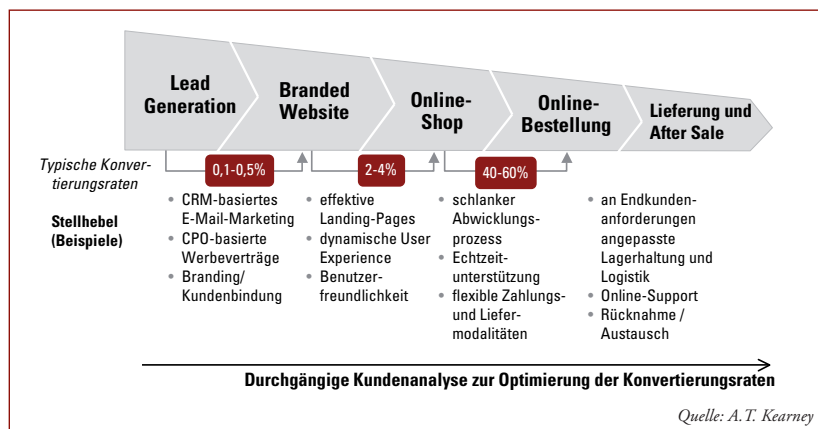 Lead
Generation
Branded
Website
Online-
Shop
Online-
Bestellung
Lieferung und
After Sale
Typische Konver-
tierungsraten
0,1-0,5%
2-4%
40-60%
Stellhebel
(Beispiele)
• CRM-basiertes
E-Mail-Marketing
• CPO-basierte
Werbeverträge
• Branding/
Kundenbindung
• effektive
Landing-Pages
• dynamische User
Experience
• Benutzer-
freundlichkeit
• schlanker
Abwicklungs-
prozess
• Echtzeit-
unterstützung
• flexible Zahlungs-
und Liefer-
modalitäten
• an Endkunden-
anforderungen
angepasste
Lagerhaltung und
Logistik
• Online-Support
• Rücknahme /
Austausch
Durchgängige Kundenanalyse zur Optimierung der Konvertierungsraten
Quelle: A.T. Kearney